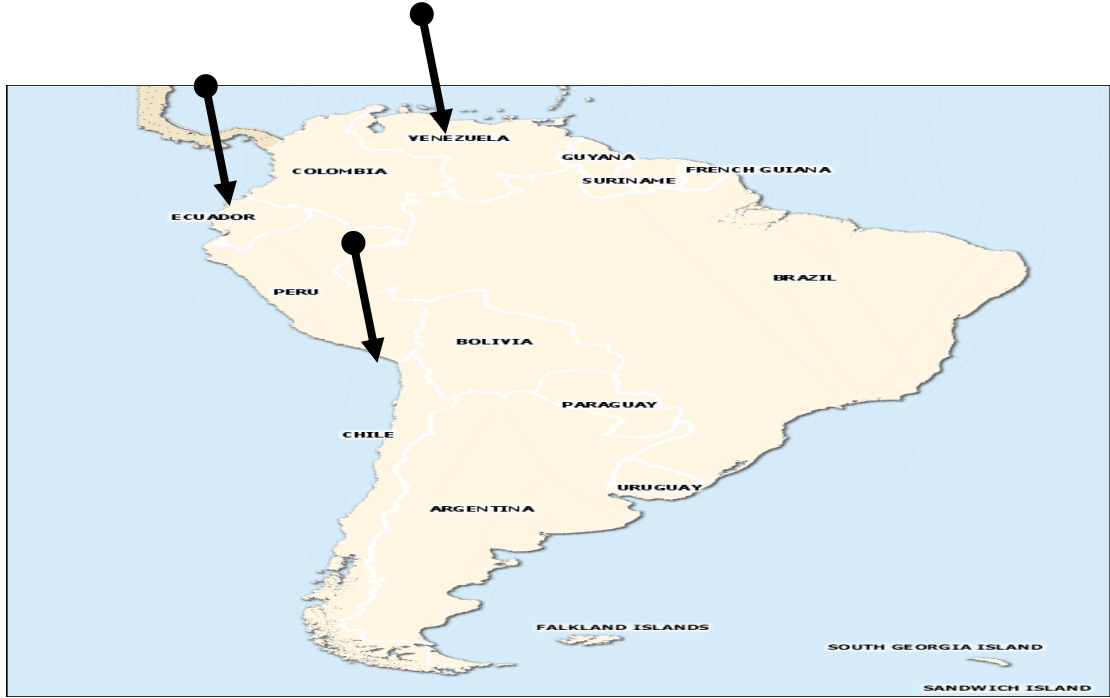 VENEZUELA
GUYANA
COLOMBIA
FRENCH GUIANA
SURINAME
ECUADOR
BRAZIL
PERU
BOLIVIA
PARAGUAY
CHILE
URUGUAY
ARGENTINA
FALKLAND ISLANDS
SOUTH GEORGIA ISLAND
SANDWICH ISLAND